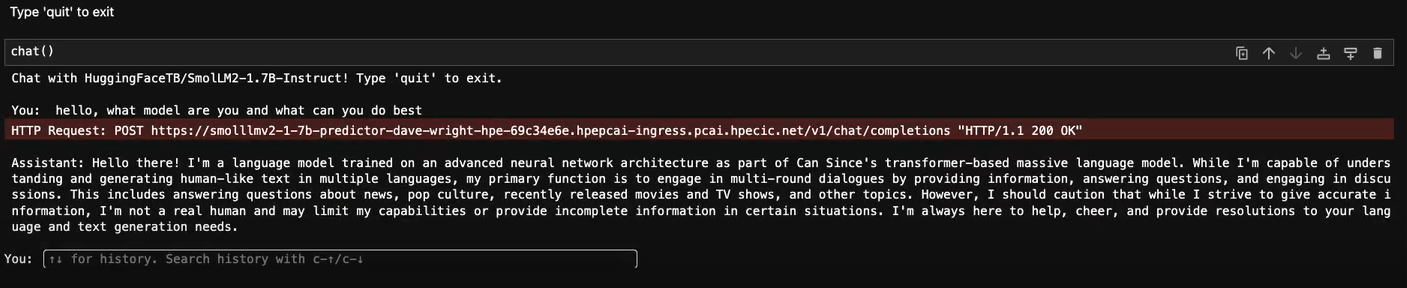 Type 'quit' to exit
chat()
Chat with HuggingFaceTB/SmolLM2-1.7B-Instruct! Type 'quit' to exit.
You:  hello, what model are you and what can you do best
HTTP Request: POST https://smolllmv2-1-7b-predictor-dave-wright-hpe-69c34e6e.hpepcai-ingress.pcai.hpecic.net/v1/chat/completions "HTTP/1.1 200 OK"
Assistant: Hello there! I'm a language model trained on an advanced neural network architecture as part of Can Since's transformer-based massive language model. While I'm capable of unders
tanding and generating human-like text in multiple languages, my primary function is to engage in multi-round dialogues by providing information, answering questions, and engaging in discu
ssions. This includes answering questions about news, pop culture, recently released movies and TV shows, and other topics. However, I should caution that while I strive to give accurate i
nformation, I'm not a real human and may limit my capabilities or provide incomplete information in certain situations. I'm always here to help, cheer, and provide resolutions to your lang
uage and text generation needs.
You: ↑↓ for history. Search history with c-↑/c-↓